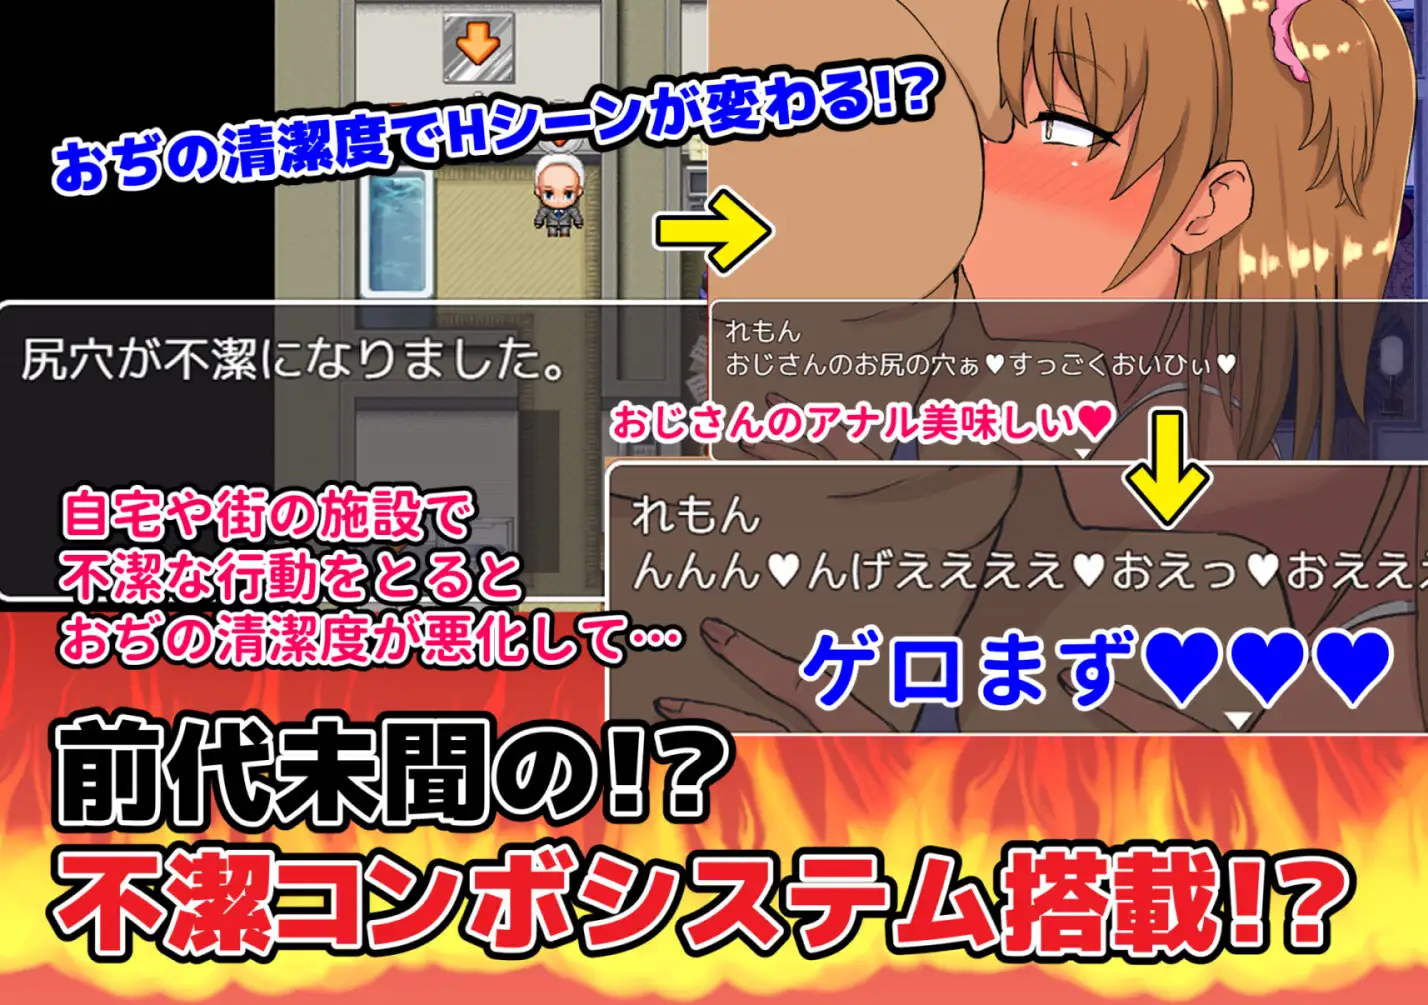 おぢの清潔度でHシーンが変わる!?
尻穴が不潔になりました。
れもん
おじさんのお尻の穴ぁ♥すっごくおいひぃ♥
おじさんのアナル美味しい♥
自宅や街の施設で
不潔な行動をとると
おぢの清潔度が悪化して…
れもん
んんん♥んげええええ♥おえっ♥おええ
ゲロまず♥♥♥
前代未聞の!?
不潔コンボシステム搭載!?